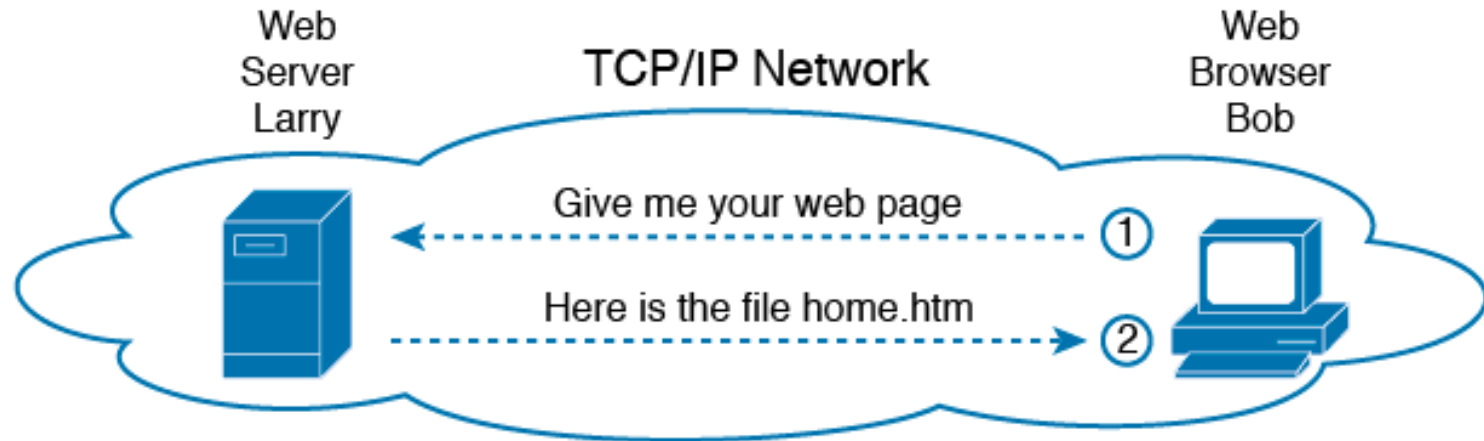 Web
Server
Larry
TCP/IP Network
Web
Browser
Bob
Give me your web page
1
Here is the file home.htm
2